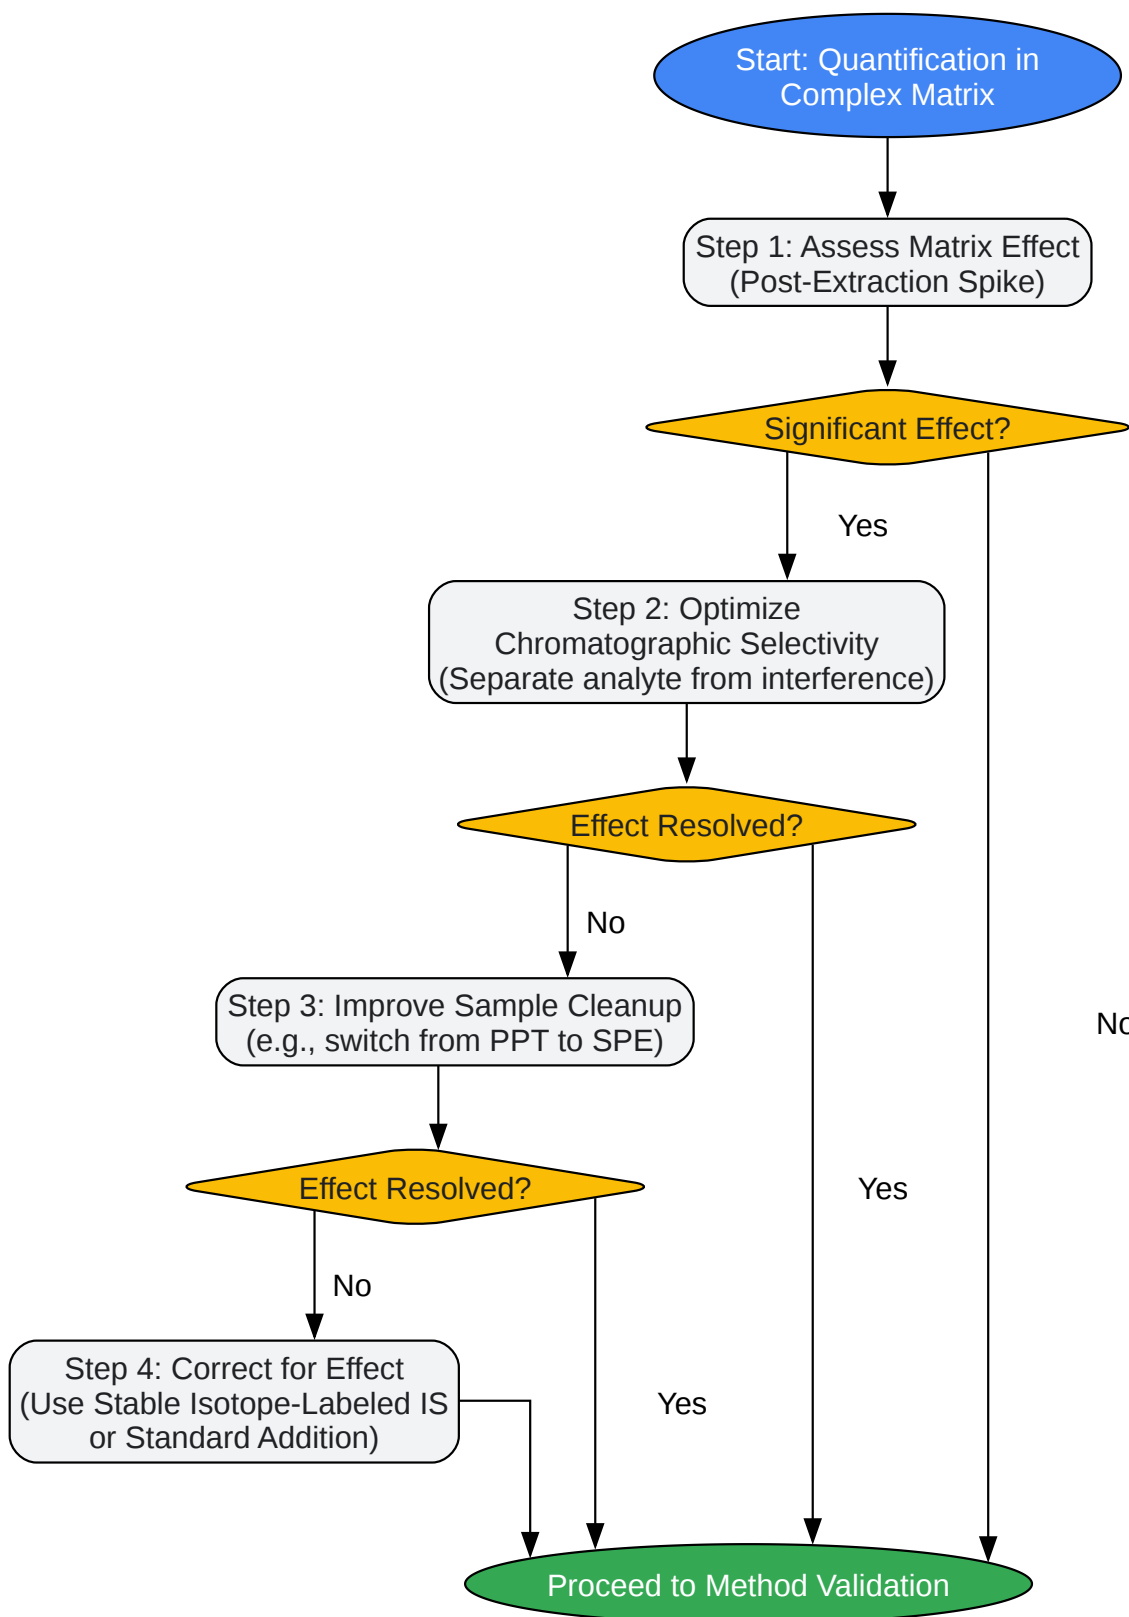 Start: Quantification in
Complex Matrix
Step 1: Assess Matrix Effect
(Post-Extraction Spike)
Significant Effect?
Yes
Step 2: Optimize
Chromatographic Selectivity
(Separate analyte from interference)
Effect Resolved?
No
Step 3: Improve Sample Cleanup
(e.g., switch from PPT to SPE)
No
Effect Resolved?
Yes
No
Step 4: Correct for Effect
(Use Stable Isotope-Labeled IS
or Standard Addition)
Yes
Proceed to Method Validation